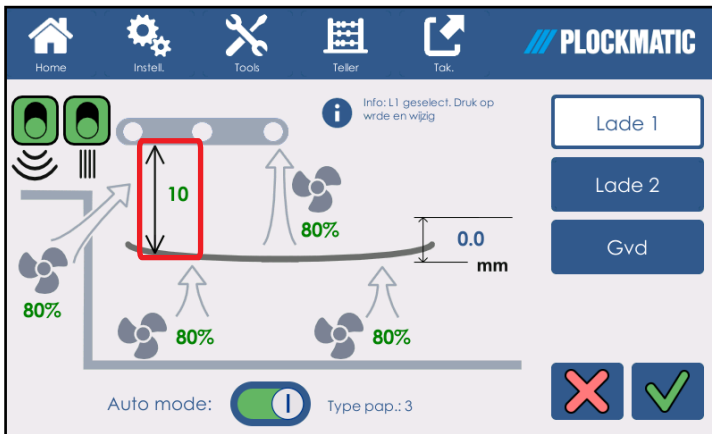 Home
Instell.
Tools
Teller
Tak.
PLOCKMATIC
Info: L1 geselect. Druk op
wrde en wijzig
Lade 1
Lade 2
Gvd
10
80%
0.0
mm
80%
80%
80%
Auto mode:
Type pap.: 3